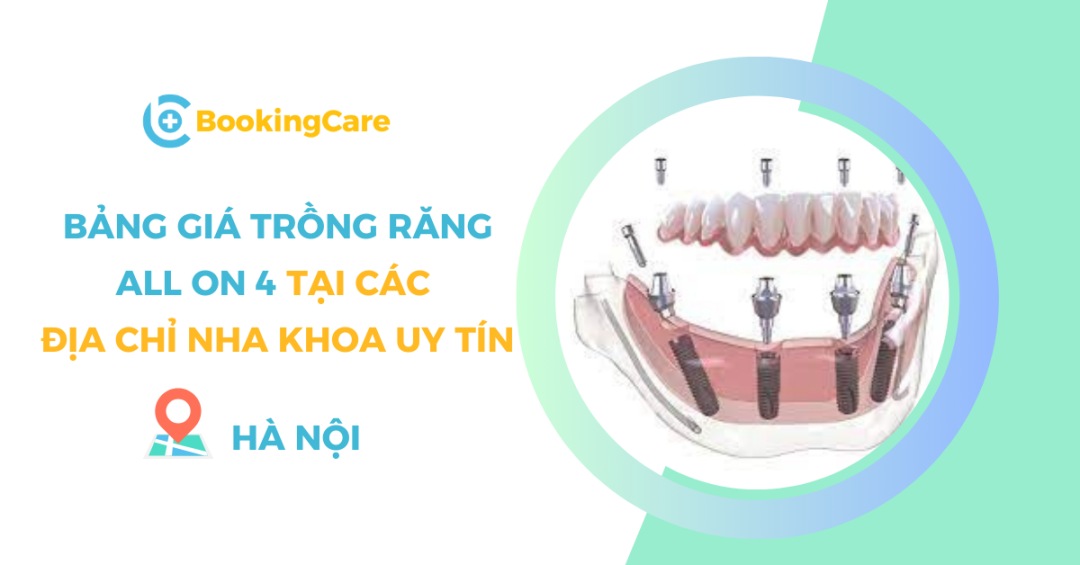 BookingCare
BẢNG GIÁ TRỒNG RĂNG
ALL ON 4 TẠI CÁC
ĐỊA CHỈ NHA KHOA UY TÍN
HÀ NỘI